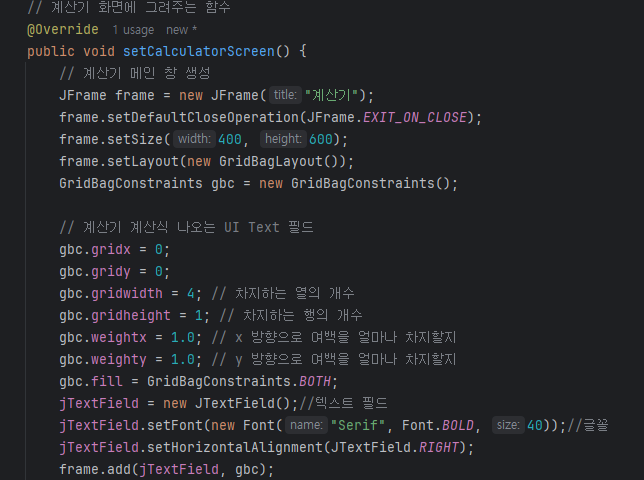 // 계산기 화면에 그려주는 함수
@Override 1 usage new *
public void setCalculatorScreen() {
// 계산기 메인 창 생성
JFrame frame = new JFrame( title: "계산기");
frame.setDefaultCloseOperation(JFrame.EXIT_ON_CLOSE);
frame.setSize( width: 400, height: 600);
frame.setLayout(new GridBagLayout());
GridBagConstraints gbc = new GridBagConstraints();
// 계산기 계산식 나오는 UI Text 필드
gbc.gridx = 0;
gbc.gridy = 0;
gbc.gridwidth = 4; // 차지하는 열의 개수
gbc.gridheight = 1; // 차지하는 행의 개수
gbc.weightx = 1.0; // x 방향으로 여백을 얼마나 차지할지
gbc.weighty = 1.0; // y 방향으로 여백을 얼마나 차지할지
gbc.fill = GridBagConstraints.BOTH;
jTextField = new JTextField();//텍스트 필드
jTextField.setFont(new Font( name: "Serif", Font.BOLD, size: 40));//글꼴
jTextField.setHorizontalAlignment(JTextField.RIGHT);
frame.add(jTextField, gbc);